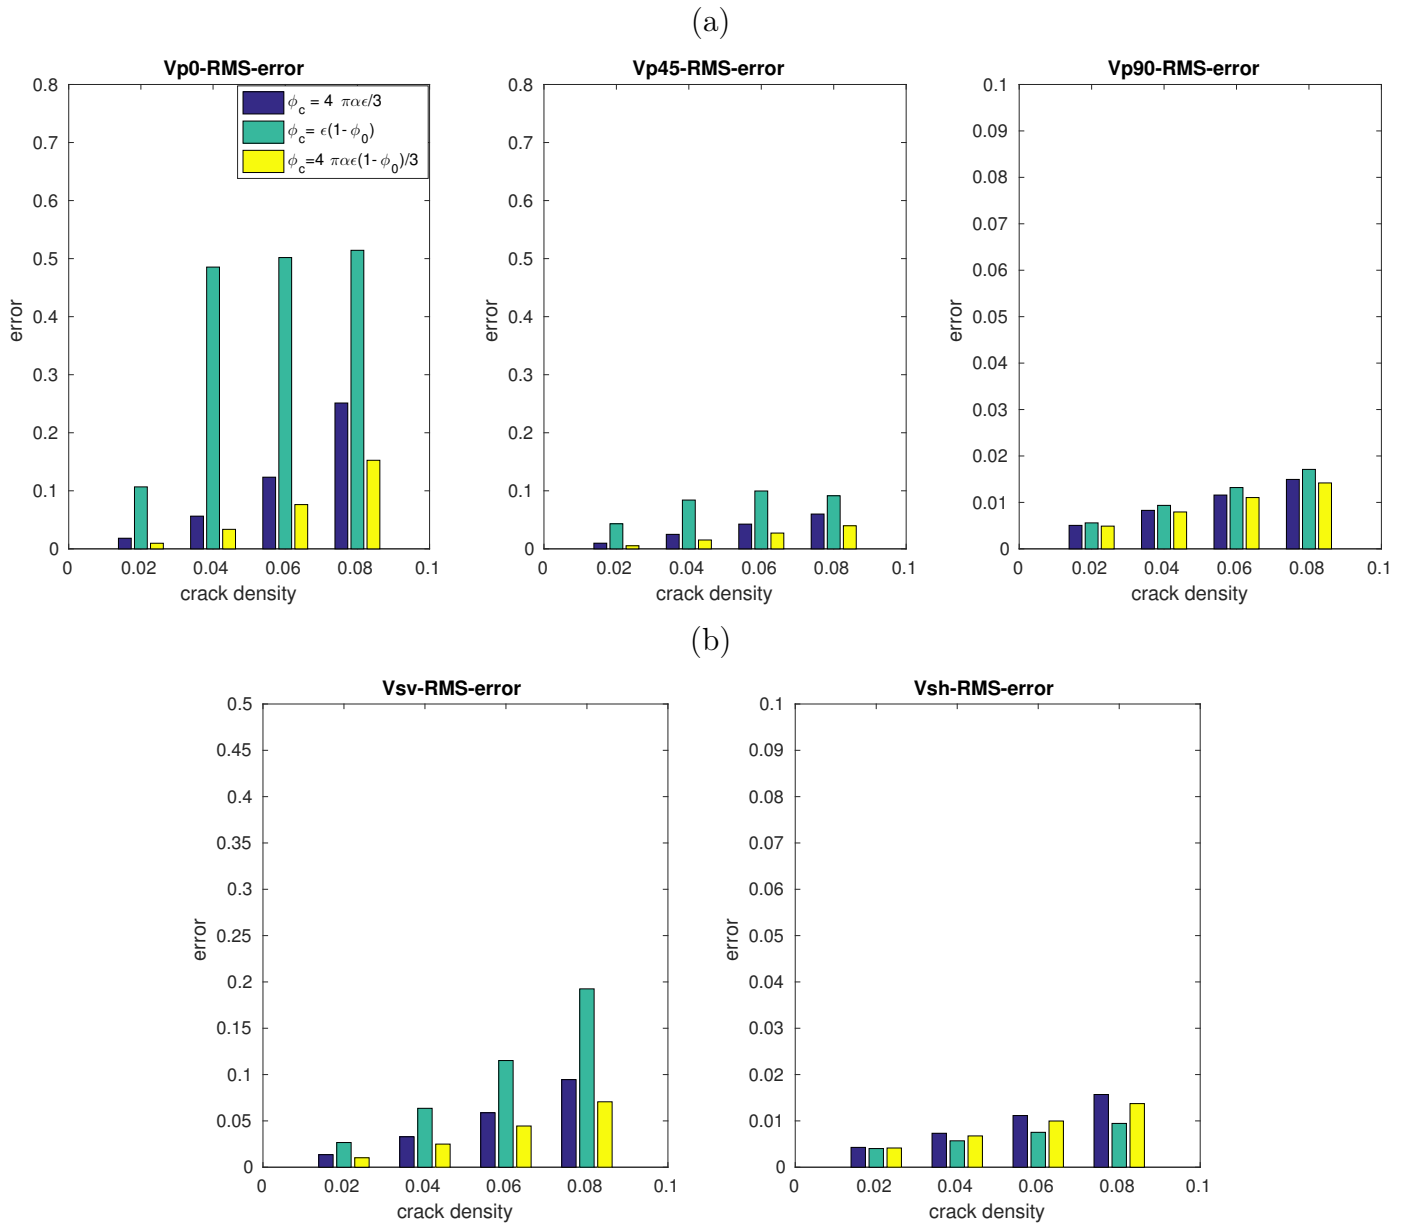 (a)
Vp0-RMS-error
0.8
0.7
0.6
0.5
0.4
0.3
0.2
0.1
0
error
0 0.02 0.04 0.06 0.08 0.1
crack density
ϕc = 4 παϵ/3
ϕc= ϵ(1-ϕ0)
ϕc=4 παϵ(1-ϕ0)/3
Vp45-RMS-error
0.8
0.7
0.6
0.5
0.4
0.3
0.2
0.1
0
error
0 0.02 0.04 0.06 0.08 0.1
crack density
Vp90-RMS-error
0.1
0.09
0.08
0.07
0.06
0.05
0.04
0.03
0.02
0.01
0
error
0 0.02 0.04 0.06 0.08 0.1
crack density
(b)
Vsv-RMS-error
0.5
0.45
0.4
0.35
0.3
0.25
0.2
0.15
0.1
0.05
0
error
0 0.02 0.04 0.06 0.08 0.1
crack density
Vsh-RMS-error
0.1
0.09
0.08
0.07
0.06
0.05
0.04
0.03
0.02
0.01
0
error
0 0.02 0.04 0.06 0.08 0.1
crack density